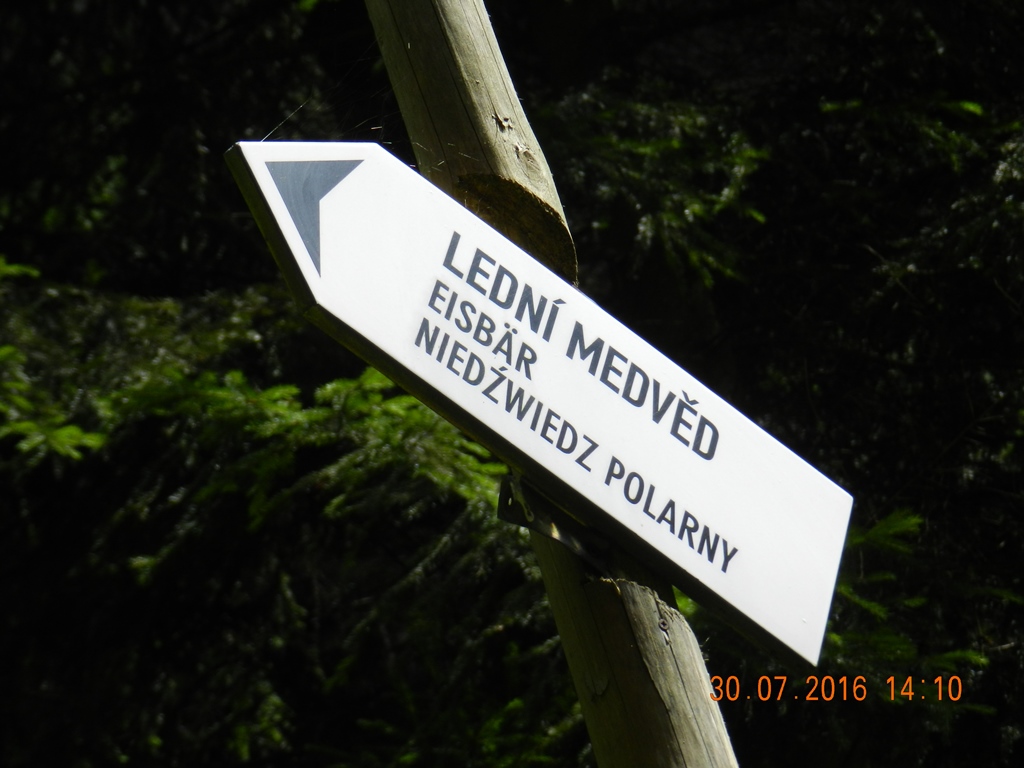 LEDNÍ MEDVĚD
EISBÄR
NIEDŹWIEDZ POLARNY
30.07.2016 14:10